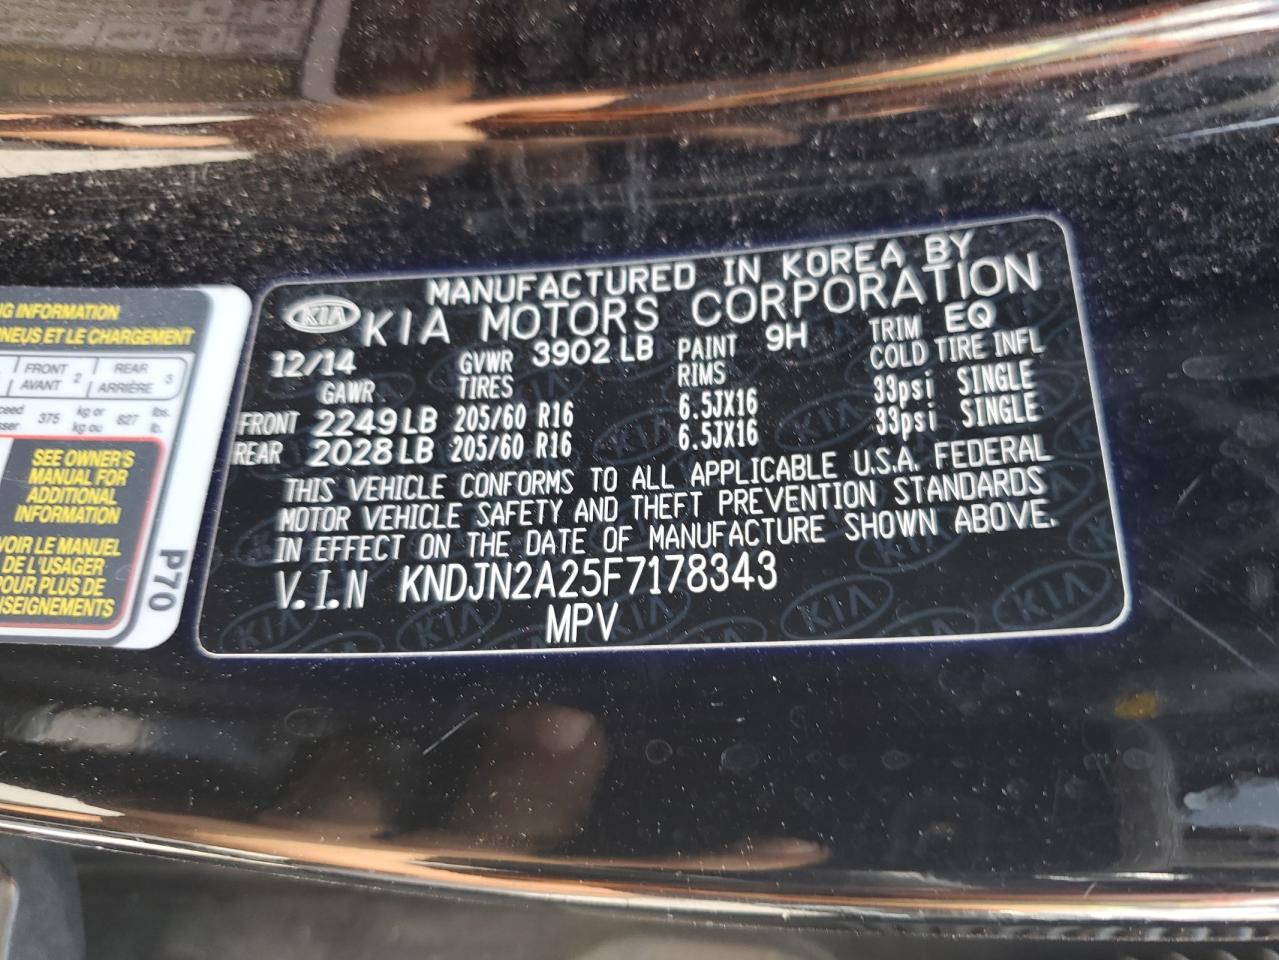 NG INFORMATION
PNEUS ET LE CHARGEMENT
FRONT
AVANT 2
REAR
ARRIÈRE 3
375
kg or
kg ou
827
lbs.
lb.
SEE OWNER'S
MANUAL FOR
ADDITIONAL
INFORMATION
VOIR LE MANUEL
DE L'USAGER
POUR PLUS DE
P70
MANUFACTURED IN KOREA BY
KIA KIA MOTORS CORPORATION
12/14 GVWR 3902 LB PAINT 9H TRIM EQ
GAWR TIRES RIMS COLD TIRE INFL
FRONT 2249 LB 205/60 R16 6.5JX16 33psi SINGLE
REAR 2028 LB 205/60 R16 6.5JX16 33psi SINGLE
THIS VEHICLE CONFORMS TO ALL APPLICABLE U.S.A. FEDERAL
MOTOR VEHICLE SAFETY AND THEFT PREVENTION STANDARDS
IN EFFECT ON THE DATE OF MANUFACTURE SHOWN ABOVE.
V.I.N KNDJN2A25F7178343
MPV